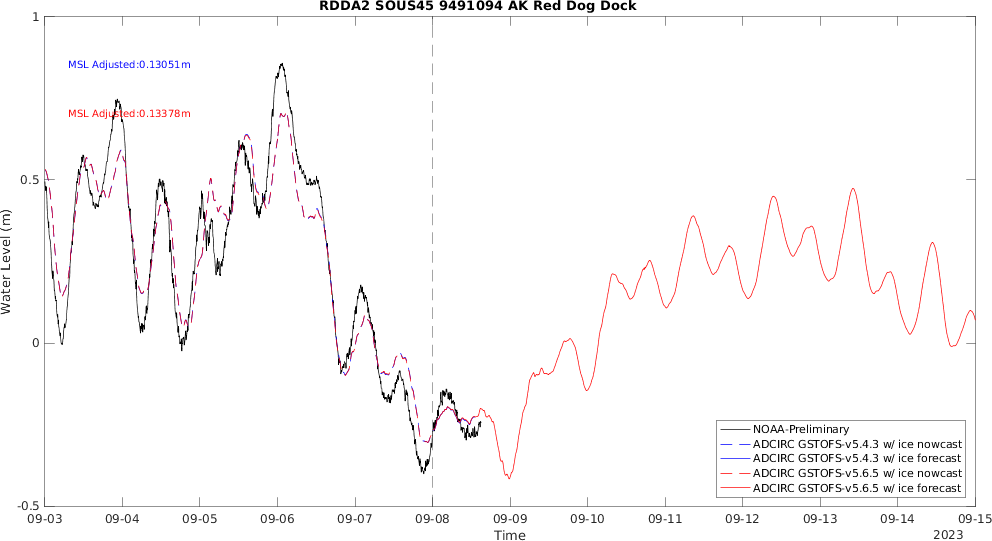 RDDA2 SOUS45 9491094 AK Red Dog Dock
1
MSL Adjusted:0.13051m
MSL Adjusted:0.13378m
0.5
Water Level (m)
0
NOAA-Preliminary
ADCIRC GSTOFS-v5.4.3 w/ ice nowcast
ADCIRC GSTOFS-v5.4.3 w/ ice forecast
ADCIRC GSTOFS-v5.6.5 w/ ice nowcast
ADCIRC GSTOFS-v5.6.5 w/ ice forecast
-0.5
09-03 09-04 09-05 09-06 09-07 09-08 09-09 09-10 09-11 09-12 09-13 09-14 09-15
Time
2023